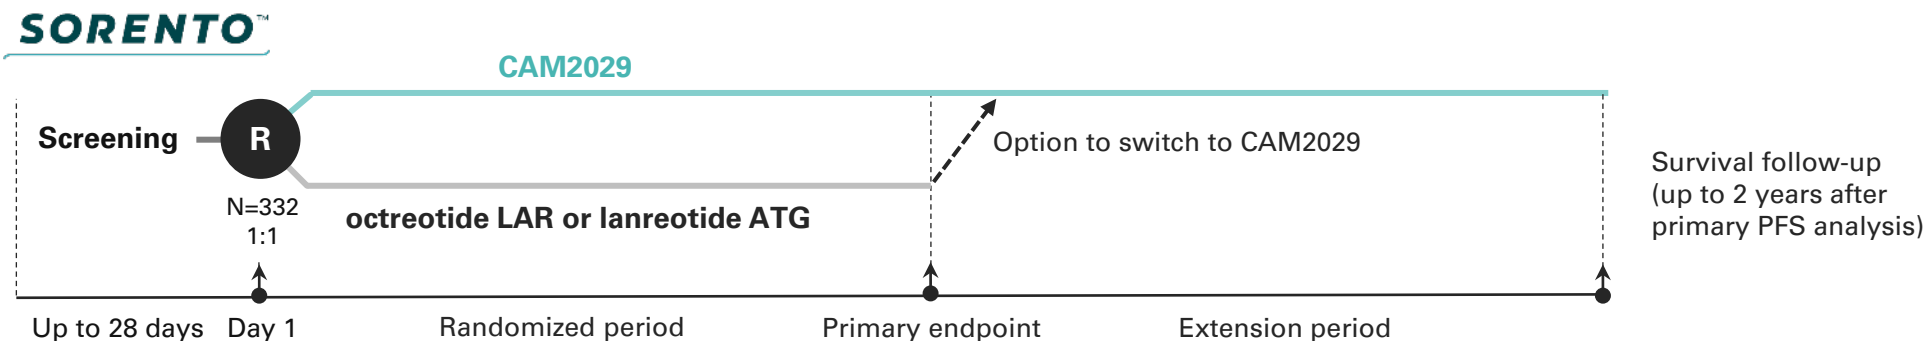 SORENTO™
CAM2029
Screening
R
Option to switch to CAM2029
N=332
1:1
octreotide LAR or lanreotide ATG
Survival follow-up
(up to 2 years after
primary PFS analysis)
Up to 28 days
Day 1
Randomized period
Primary endpoint
Extension period